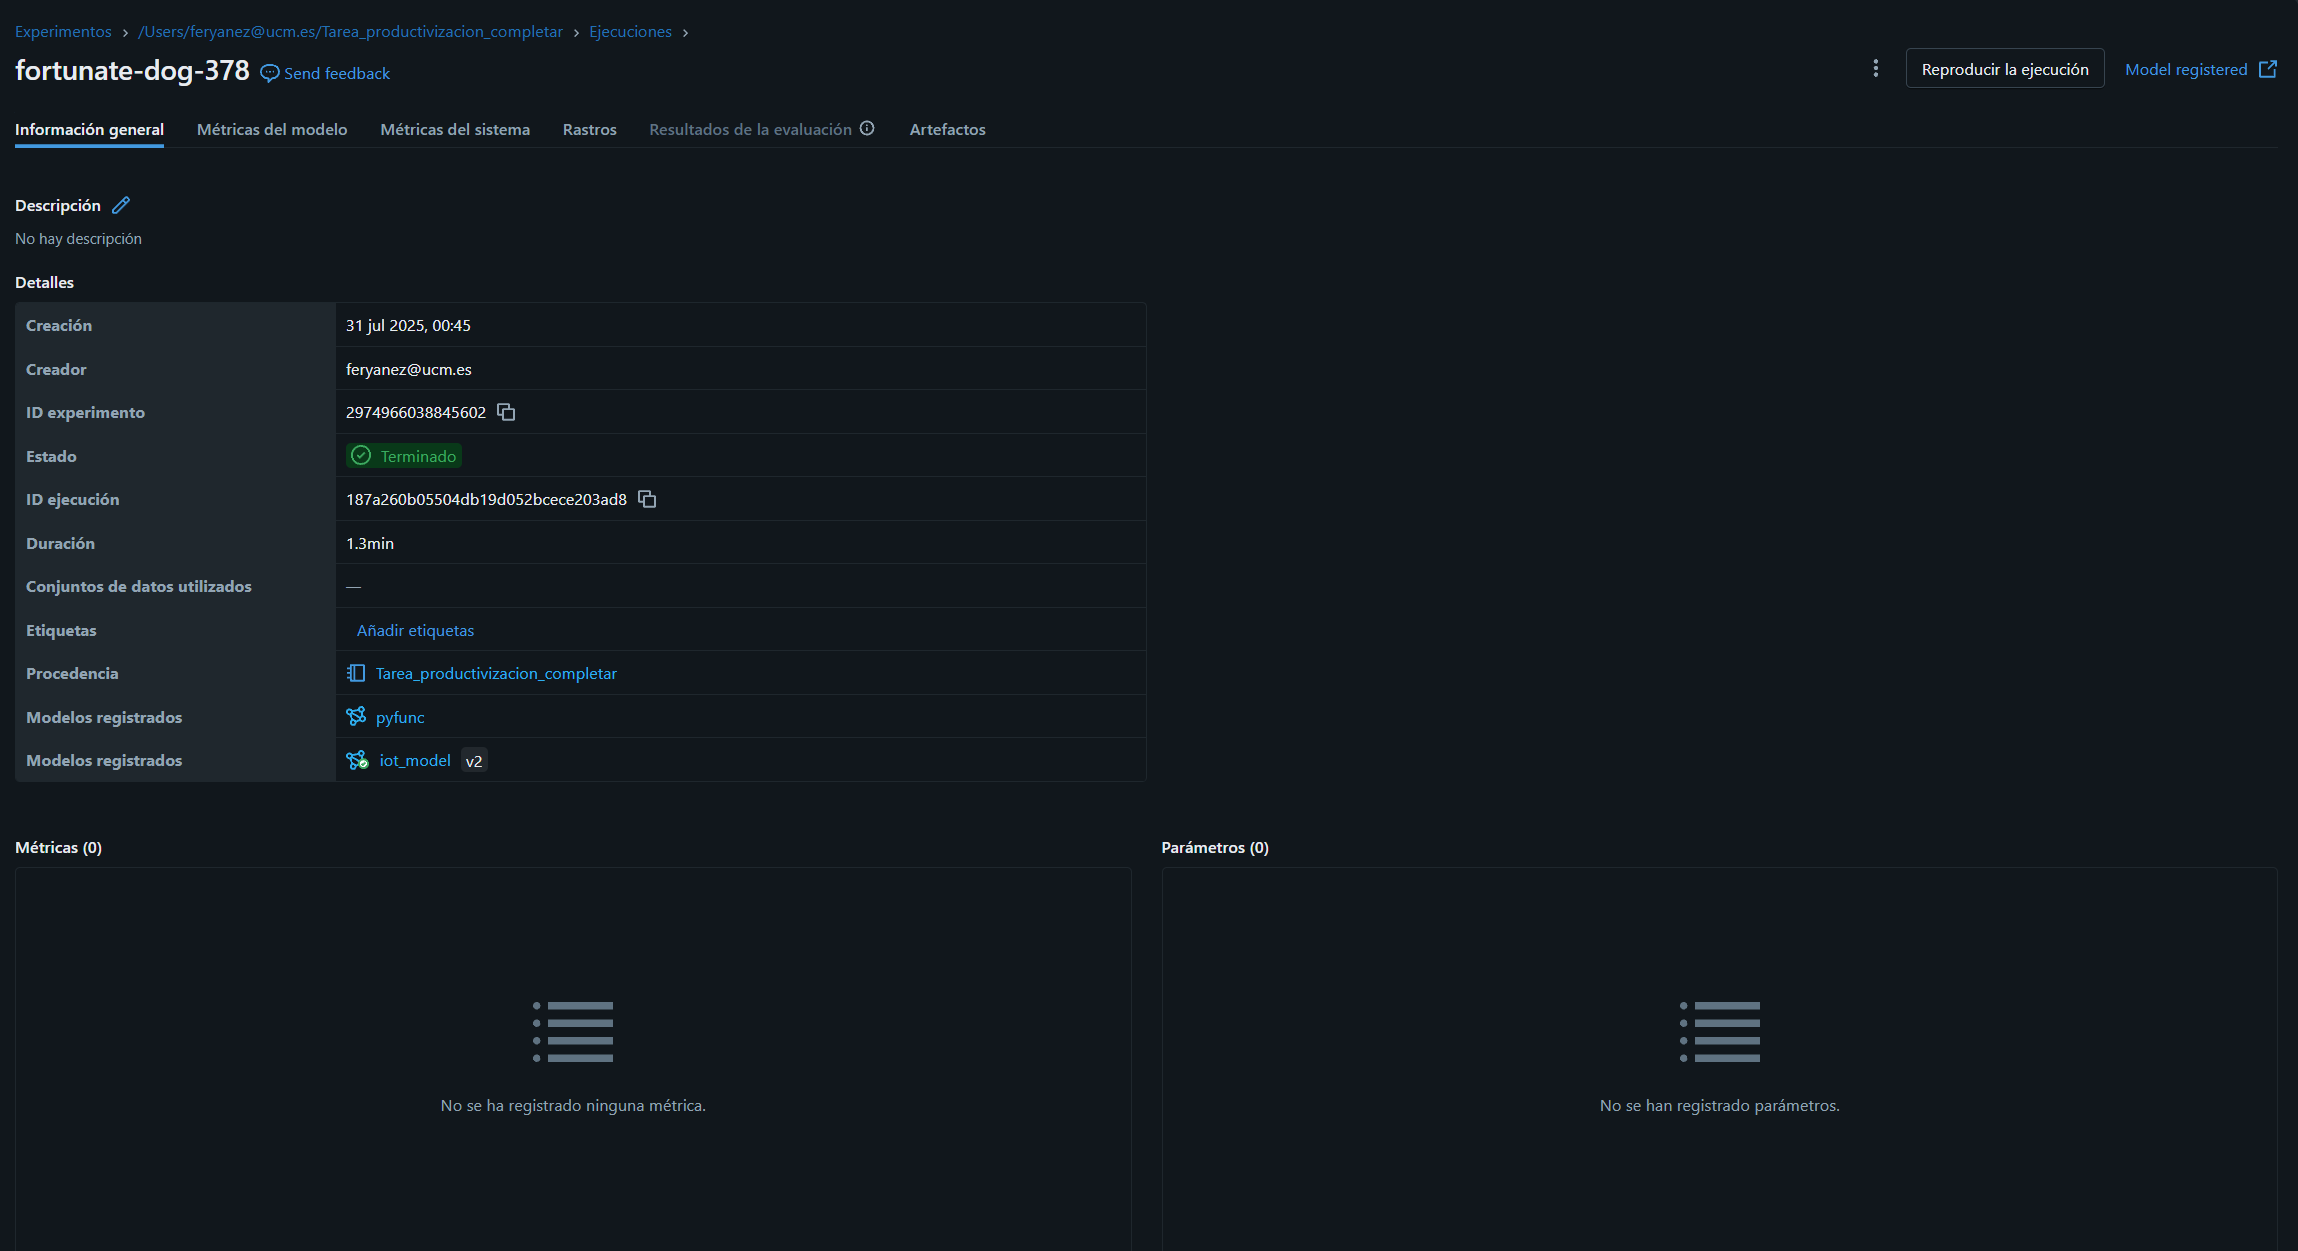 Experimentos › /Users/feryanez@ucm.es/Tarea_productivizacion_completar › Ejecuciones ›
fortunate-dog-378 Send feedback
Reproducir la ejecución Model registered
Información general Métricas del modelo Métricas del sistema Rastros Resultados de la evaluación Artefactos
Descripción
No hay descripción
Detalles
Creación 31 jul 2025, 00:45
Creador feryanez@ucm.es
ID experimento 2974966038845602
Estado Terminado
ID ejecución 187a260b05504db19d052bcece203ad8
Duración 1.3min
Conjuntos de datos utilizados —
Etiquetas Añadir etiquetas
Procedencia Tarea_productivizacion_completar
Modelos registrados pyfunc
Modelos registrados iot_model v2
Métricas (0)
No se ha registrado ninguna métrica.
Parámetros (0)
No se han registrado parámetros.